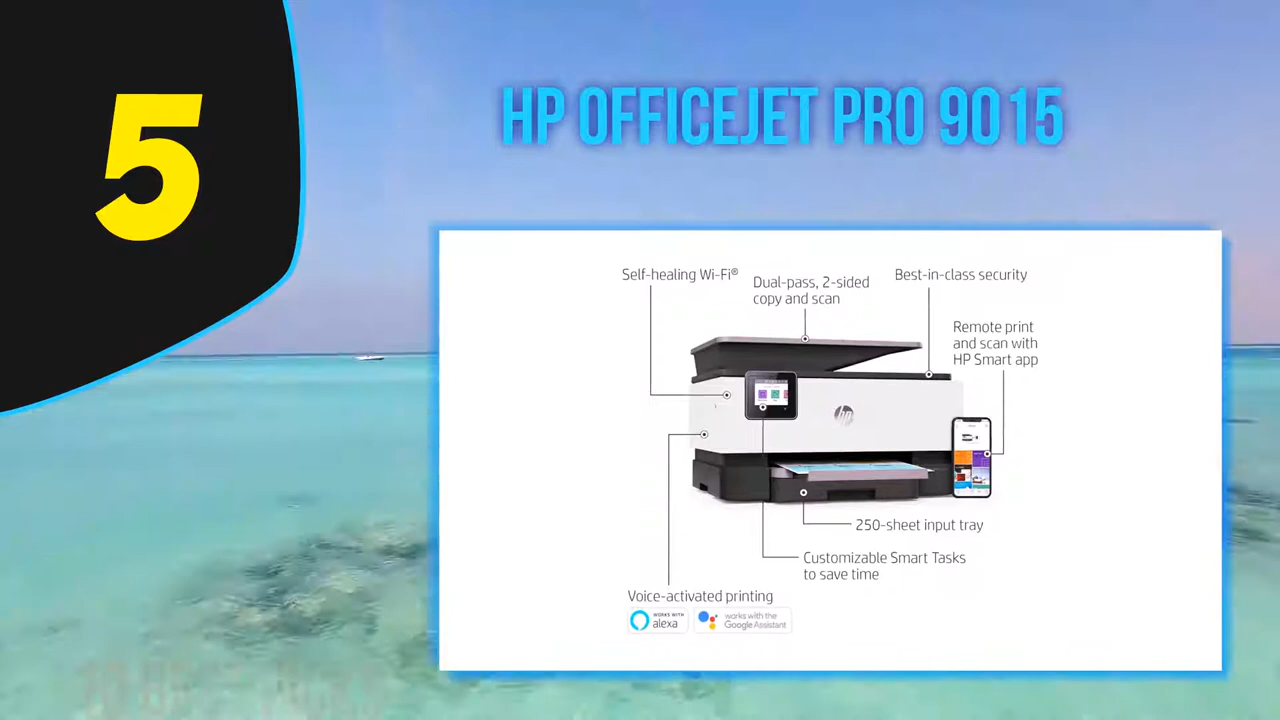 5
HP OFFICEJET PRO 9015
Self-healing Wi-Fi®
Dual-pass, 2-sided
copy and scan
Best-in-class security
Remote print
and scan with
HP Smart app
hp
250-sheet input tray
Customizable Smart Tasks
to save time
Voice-activated printing
WORKS WITH
alexa
works with the
Google Assistant